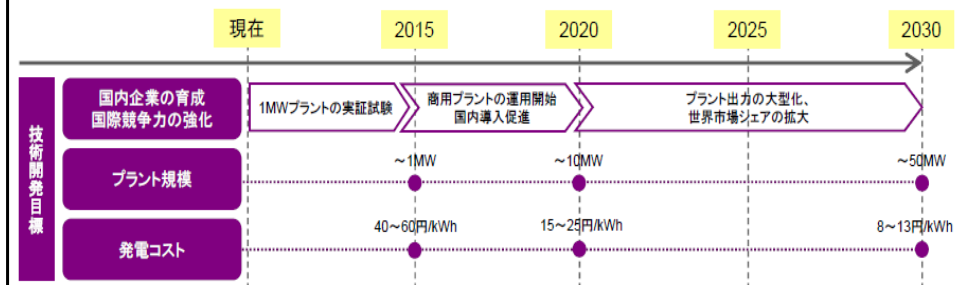 現在
2015
2020
2025
2030
技術開発目標
国内企業の育成
国際競争力の強化
1MWプラントの実証試験
商用プラントの運用開始
国内導入促進
プラント出力の大型化、
世界市場シェアの拡大
プラント規模
～1MW
～10MW
～50MW
発電コスト
40～60円/kWh
15～25円/kWh
8～13円/kWh